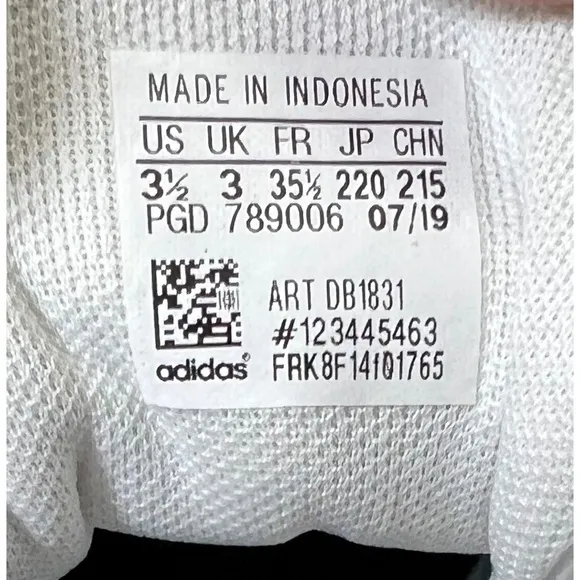 MADE IN INDONESIA
US UK FR JP CHN
3½ 3 35½ 220 215
PGD 789006 07/19
ART DB1831
#123445463
adidas® FRK8F14f01765